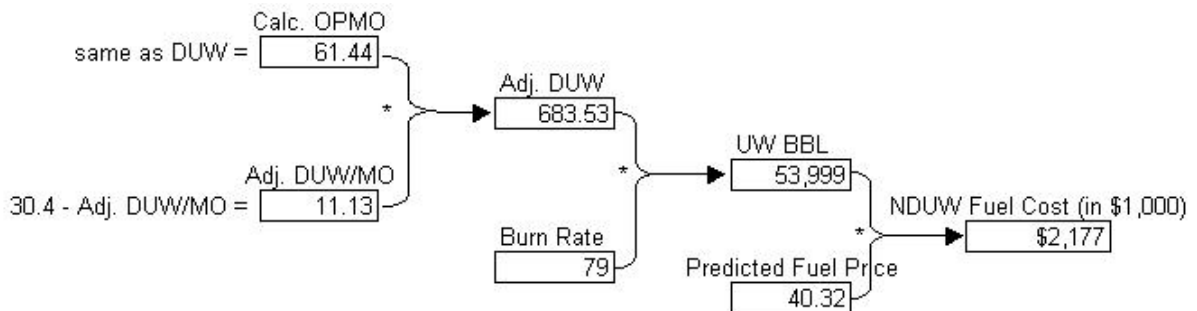 Calc. OPMO
same as DUW = 61.44
*
Adj. DUW
683.53
Adj. DUW/MO
30.4 - Adj. DUW/MO = 11.13
*
UW BBL
53,999
Burn Rate
79
NDUW Fuel Cost (in $1,000)
* $2,177
Predicted Fuel Price
40.32